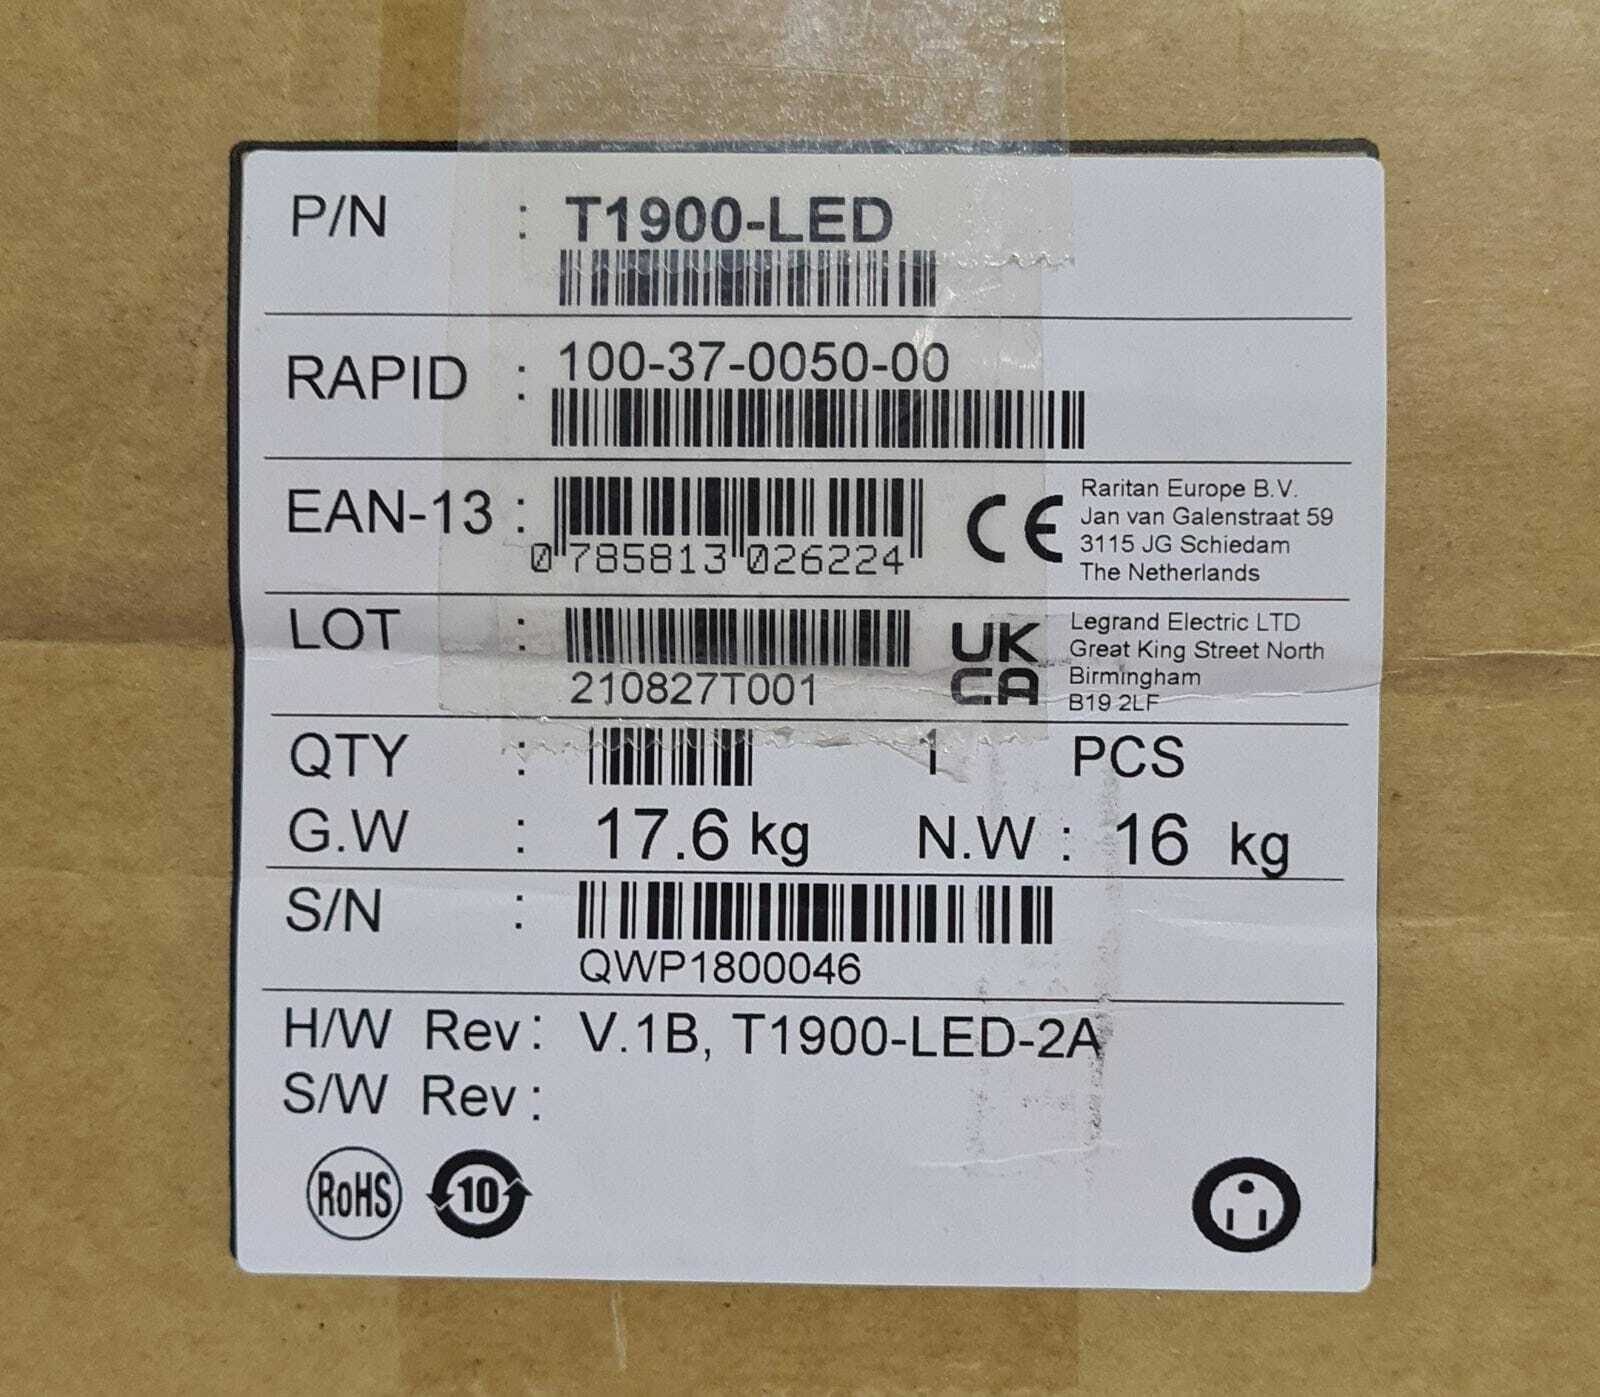 P/N : T1900-LED
RAPID : 100-37-0050-00
EAN-13 : 0 785813 026224
CE
Raritan Europe B.V.
Jan van Galenstraat 59
3115 JG Schiedam
The Netherlands
LOT : 210827T001
UK
CA
Legrand Electric LTD
Great King Street North
Birmingham
B19 2LF
QTY : 1 PCS
G.W : 17.6 kg N.W : 16 kg
S/N : QWP1800046
H/W Rev : V.1B, T1900-LED-2A
S/W Rev :
RoHS 10